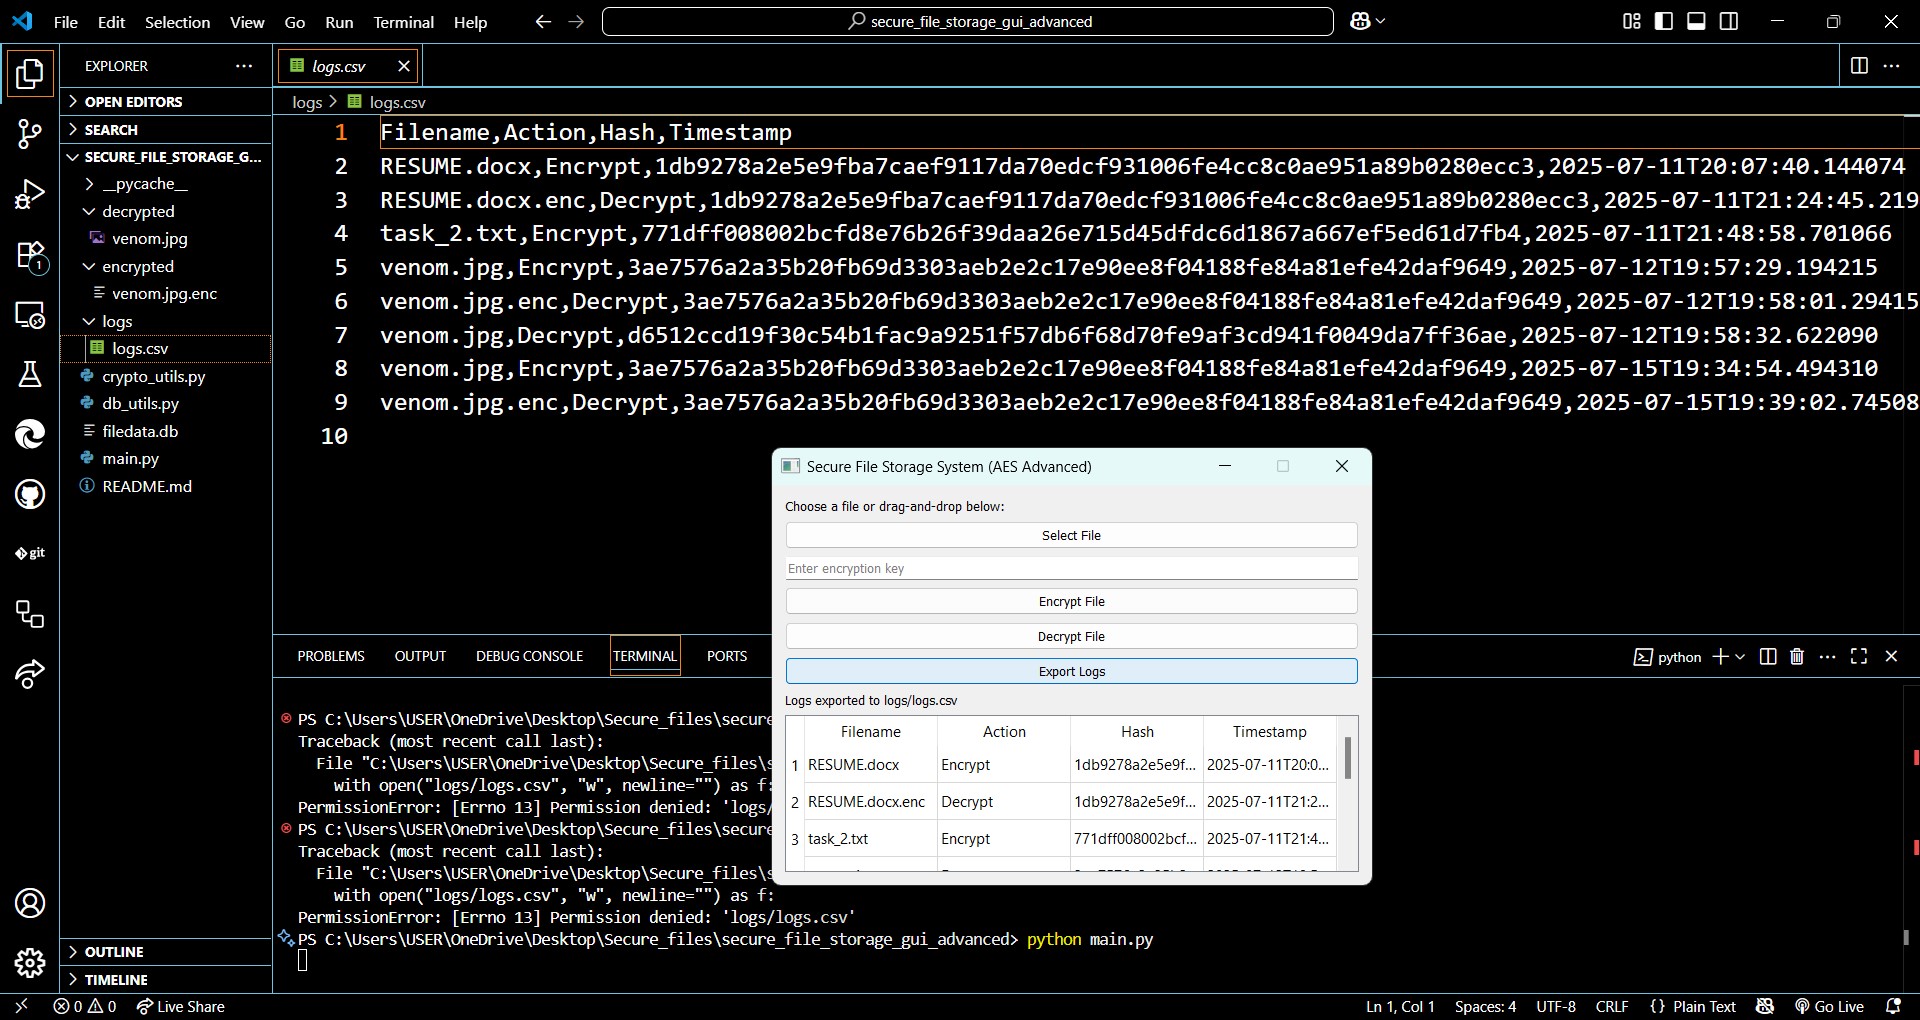 File Edit Selection View Go Run Terminal Help
secure_file_storage_gui_advanced
EXPLORER
OPEN EDITORS
SEARCH
SECURE_FILE_STORAGE_G...
__pycache__
decrypted
venom.jpg
encrypted
venom.jpg.enc
logs
logs.csv
crypto_utils.py
db_utils.py
filedata.db
main.py
README.md
OUTLINE
TIMELINE
1
git
logs.csv
logs > logs.csv
1 Filename,Action,Hash,Timestamp
2 RESUME.docx,Encrypt,1db9278a2e5e9fba7caef9117da70edcf931006fe4cc8c0ae951a89b0280ecc3,2025-07-11T20:07:40.144074
3 RESUME.docx.enc,Decrypt,1db9278a2e5e9fba7caef9117da70edcf931006fe4cc8c0ae951a89b0280ecc3,2025-07-11T21:24:45.219
4 task_2.txt,Encrypt,771dff008002bcfd8e76b26f39daa26e715d45dfdc6d1867a667ef5ed61d7fb4,2025-07-11T21:48:58.701066
5 venom.jpg,Encrypt,3ae7576a2a35b20fb69d3303aeb2e2c17e90ee8f04188fe84a81efe42daf9649,2025-07-12T19:57:29.194215
6 venom.jpg.enc,Decrypt,3ae7576a2a35b20fb69d3303aeb2e2c17e90ee8f04188fe84a81efe42daf9649,2025-07-12T19:58:01.29415
7 venom.jpg,Decrypt,d6512ccd19f30c54b1fac9a9251f57db6f68d70fe9af3cd941f0049da7ff36ae,2025-07-12T19:58:32.622090
8 venom.jpg,Encrypt,3ae7576a2a35b20fb69d3303aeb2e2c17e90ee8f04188fe84a81efe42daf9649,2025-07-15T19:34:54.494310
9 venom.jpg.enc,Decrypt,3ae7576a2a35b20fb69d3303aeb2e2c17e90ee8f04188fe84a81efe42daf9649,2025-07-15T19:39:02.74508
10
Secure File Storage System (AES Advanced)
Choose a file or drag-and-drop below:
Select File
Enter encryption key
Encrypt File
Decrypt File
Export Logs
Logs exported to logs/logs.csv
Filename Action Hash Timestamp
1 RESUME.docx Encrypt 1db9278a2e5e9f... 2025-07-11T20:0...
2 RESUME.docx.enc Decrypt 1db9278a2e5e9f... 2025-07-11T21:2...
3 task_2.txt Encrypt 771dff008002bcf... 2025-07-11T21:4...
PROBLEMS OUTPUT DEBUG CONSOLE TERMINAL PORTS
python
PS C:\Users\USER\OneDrive\Desktop\Secure_files\secure
Traceback (most recent call last):
File "C:\Users\USER\OneDrive\Desktop\Secure_files\s
with open("logs/logs.csv", "w", newline="") as f:
PermissionError: [Errno 13] Permission denied: 'logs/
PS C:\Users\USER\OneDrive\Desktop\Secure_files\secure
Traceback (most recent call last):
File "C:\Users\USER\OneDrive\Desktop\Secure_files\s
with open("logs/logs.csv", "w", newline="") as f:
PermissionError: [Errno 13] Permission denied: 'logs/logs.csv'
PS C:\Users\USER\OneDrive\Desktop\Secure_files\secure_file_storage_gui_advanced> python main.py
0 0 Live Share
Ln 1, Col 1 Spaces: 4 UTF-8 CRLF {} Plain Text Go Live